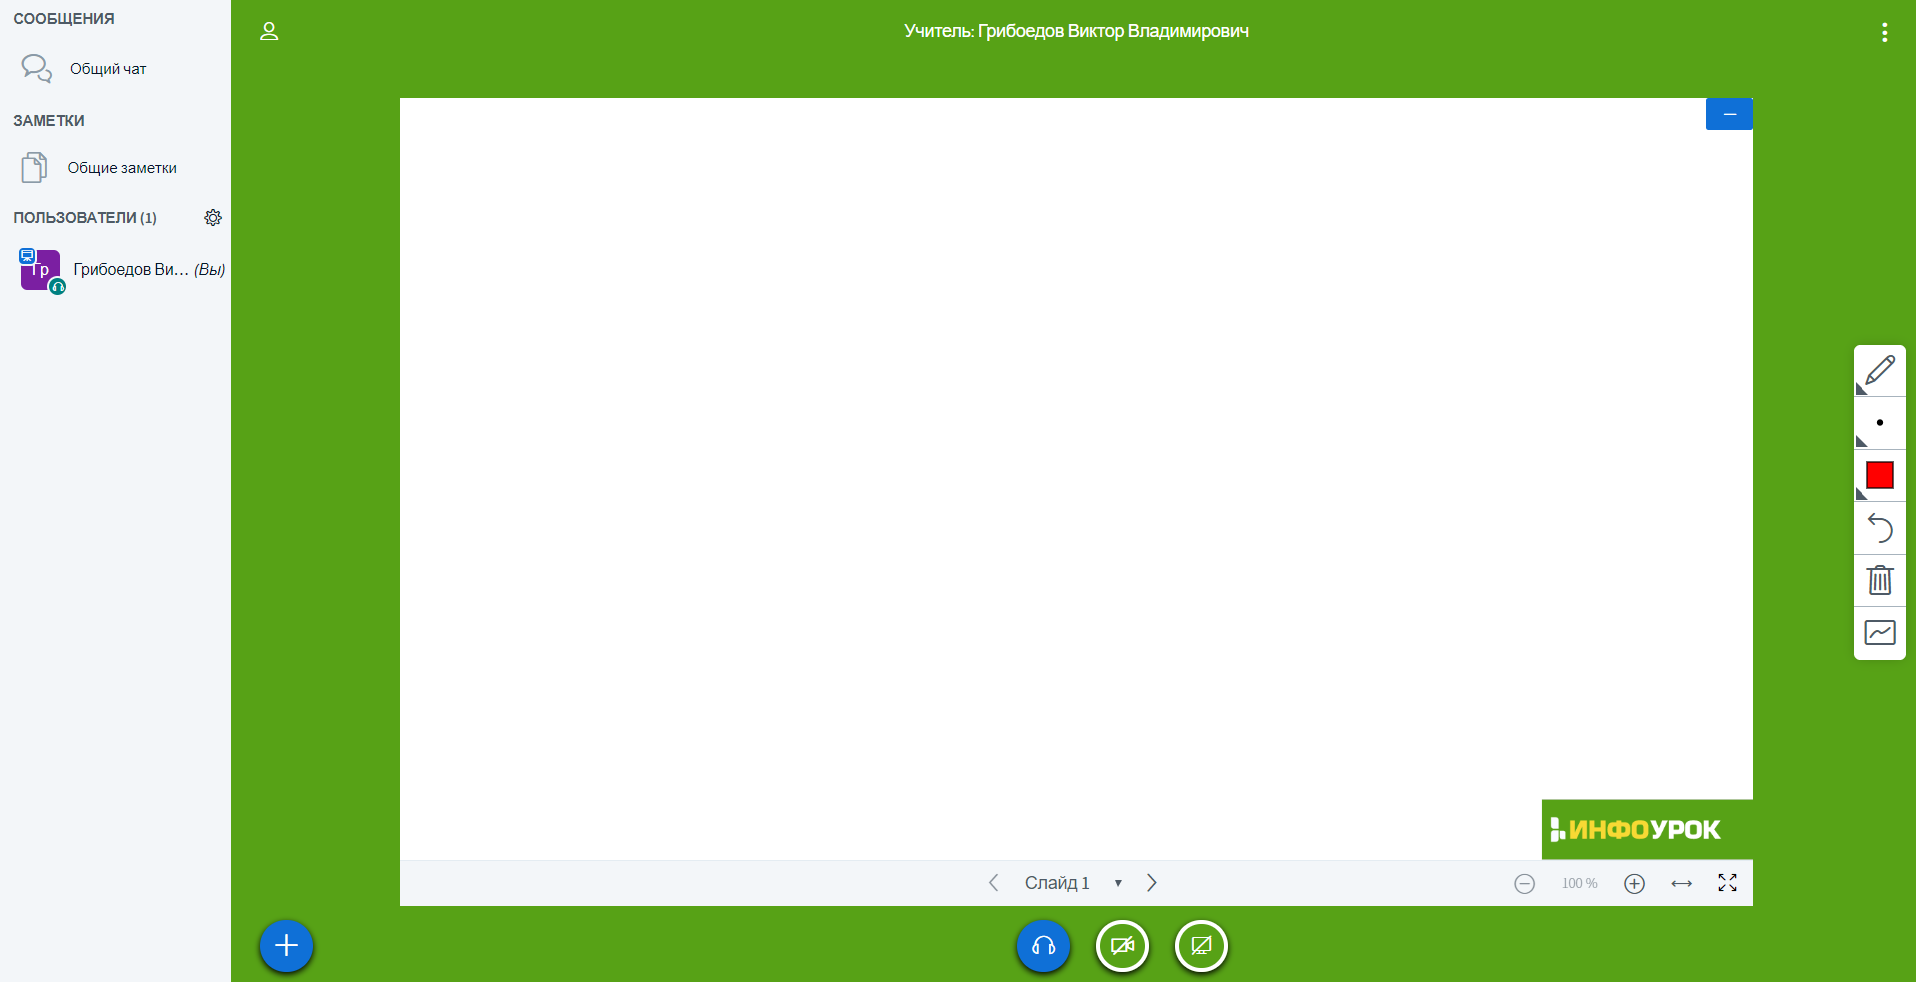 СООБЩЕНИЯ
Общий чат
ЗАМЕТКИ
Общие заметки
ПОЛЬЗОВАТЕЛИ (1)
Гр
Грибоедов Ви... (Вы)
Учитель: Грибоедов Виктор Владимирович
ИНФОУРОК
Слайд 1
100 %